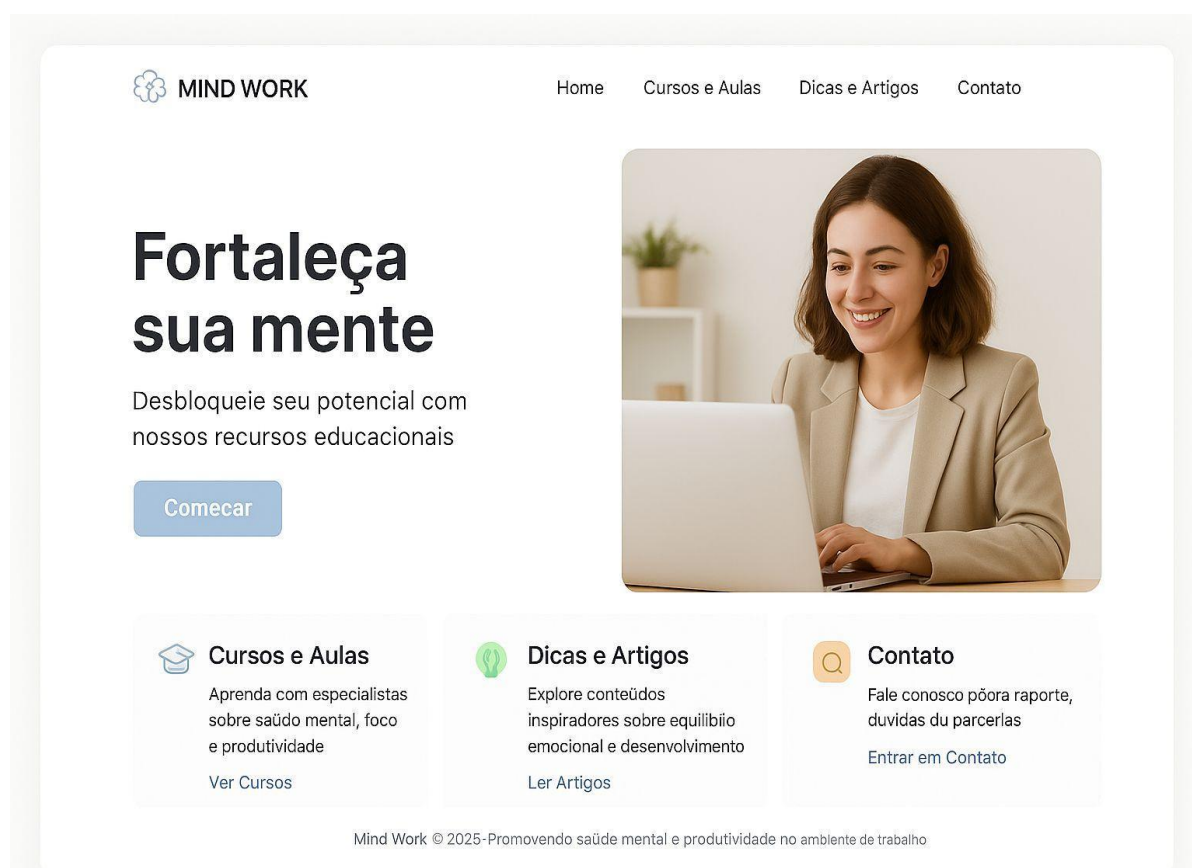 MIND WORK
Home Cursos e Aulas Dicas e Artigos Contato
Fortaleça
sua mente
Desbloqueie seu potencial com
nossos recursos educacionais
Comecar
Cursos e Aulas
Aprenda com especialistas
sobre saüdo mental, foco
e produtividade
Ver Cursos
Dicas e Artigos
Explore conteüdos
inspiradores sobre equilibiio
emocional e desenvolvimento
Ler Artigos
Contato
Fale conosco põora raporte,
duvidas du parcerlas
Entrar em Contato
Mind Work © 2025-Promovendo saüde mental e produtividade no amblente de trabalho